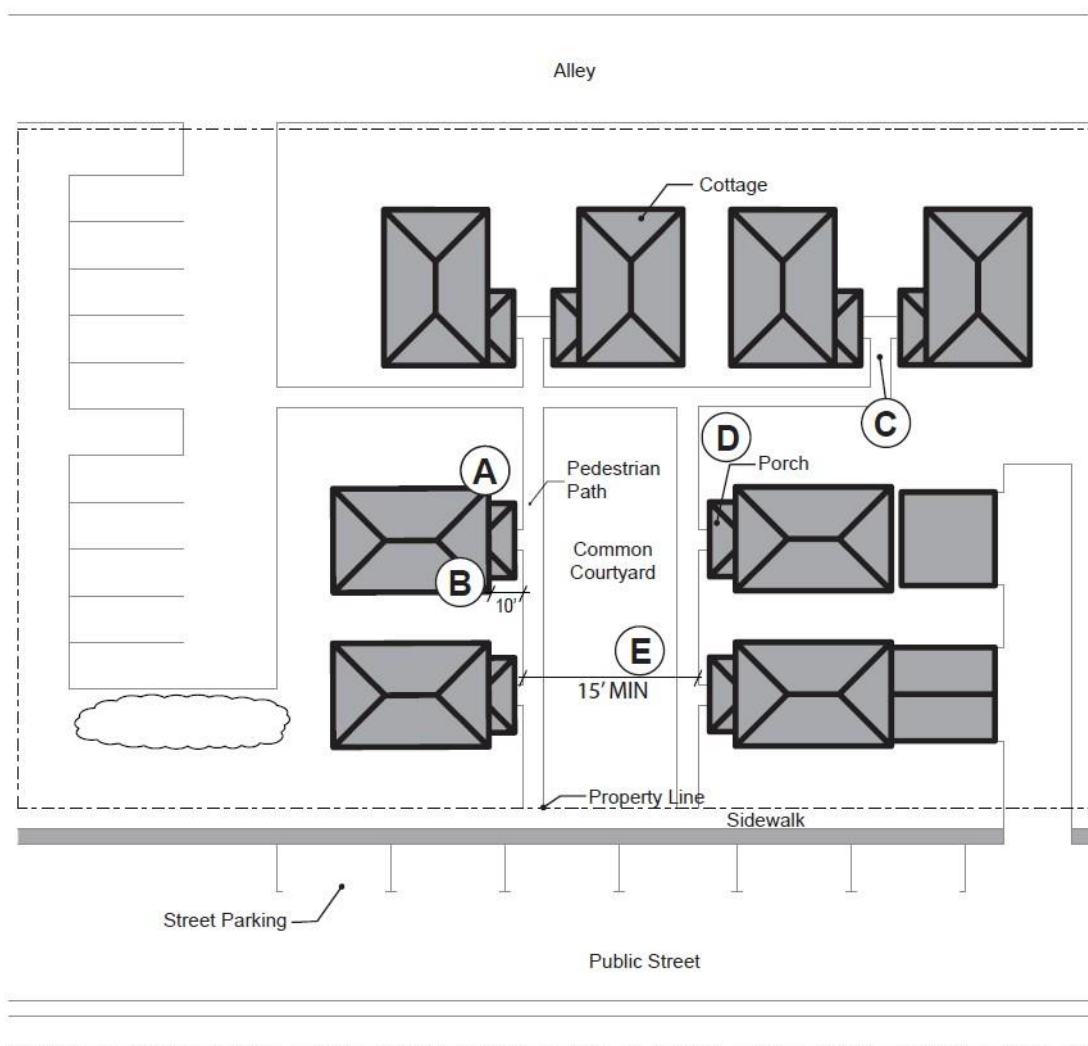 Alley
Cottage
C
D
Porch
A
Pedestrian
Path
Common
Courtyard
B
10'
E
15' MIN
Property Line
Sidewalk
Street Parking
Public Street